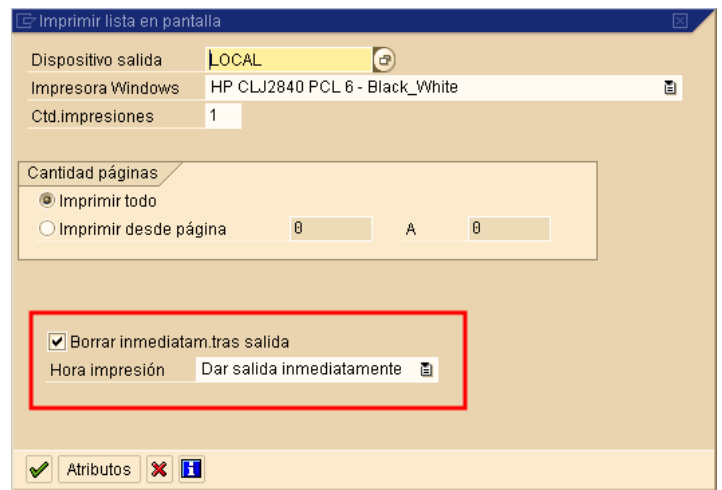 Imprimir lista en pantalla
Dispositivo salida LOCAL
Impresora Windows HP CLJ2840 PCL 6 - Black_White
Ctd.impresiones 1
Cantidad páginas
Imprimir todo
Imprimir desde página 0 A 0
Borrar inmediatam.tras salida
Hora impresión Dar salida inmediatamente
Atributos